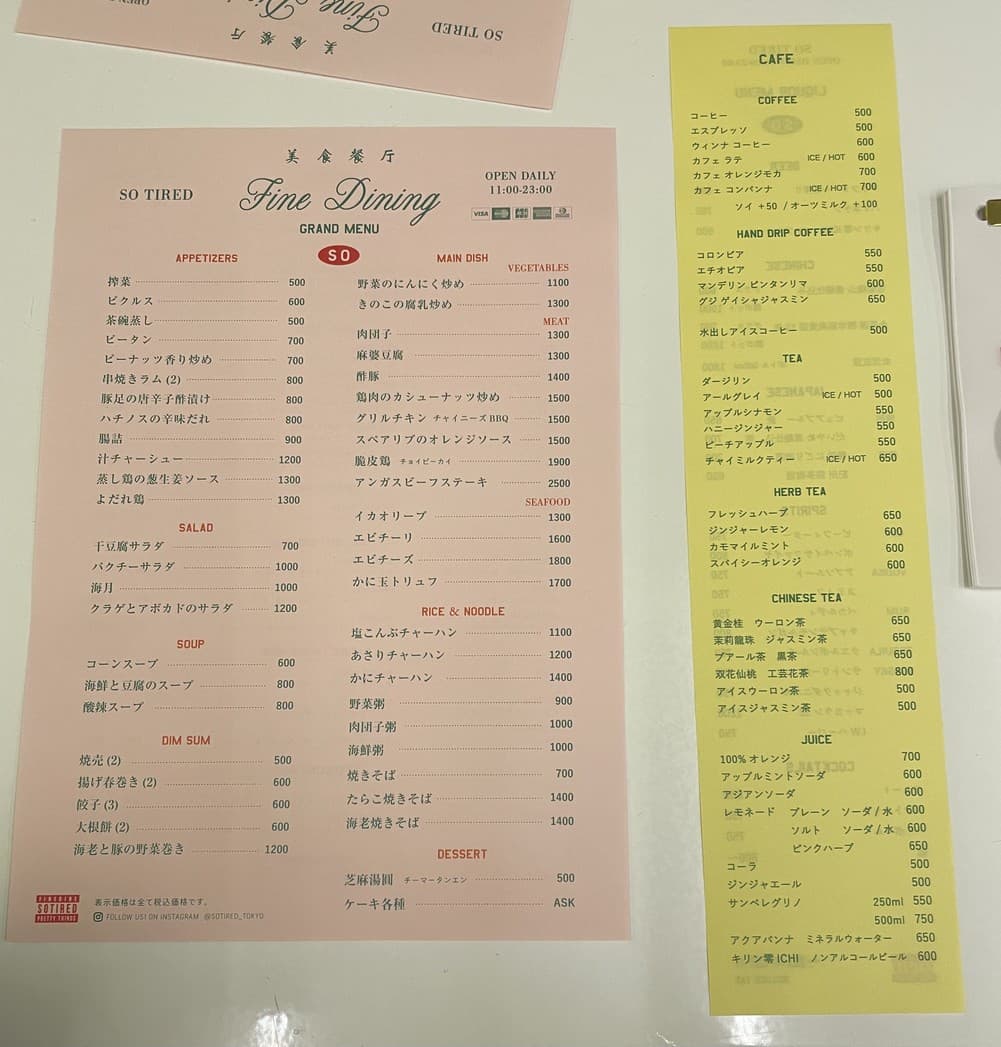 SO TIRED
美食餐厅
美食餐厅
SO TIRED
Fine Dining
OPEN DAILY
11:00-23:00
VISA
GRAND MENU
SO
APPETIZERS
搾菜 500
ピクルス 600
茶碗蒸し 500
ピータン 700
ピーナッツ香り炒め 700
串焼きラム (2) 800
豚足の唐辛子酢漬け 800
ハチノスの辛味だれ 800
腸詰 900
汁チャーシュー 1200
蒸し鶏の葱生姜ソース 1300
よだれ鶏 1300
SALAD
干豆腐サラダ 700
パクチーサラダ 1000
海月 1000
クラゲとアボカドのサラダ 1200
SOUP
コーンスープ 600
海鮮と豆腐のスープ 800
酸辣スープ 800
DIM SUM
焼売 (2) 500
揚げ春巻き (2) 600
餃子 (3) 600
大根餅 (2) 600
海老と豚の野菜巻き 1200
MAIN DISH
VEGETABLES
野菜のにんにく炒め 1100
きのこの腐乳炒め 1300
MEAT
肉団子 1300
麻婆豆腐 1300
酢豚 1400
鶏肉のカシューナッツ炒め 1500
グリルチキン チャイニーズ BBQ 1500
スペアリブのオレンジソース 1500
脆皮鶏 チョイピーカイ 1900
アンガスビーフステーキ 2500
SEAFOOD
イカオリーブ 1300
エビチーリ 1600
エビチーズ 1800
かに玉トリュフ 1700
RICE & NOODLE
塩こんぶチャーハン 1100
あさりチャーハン 1200
かにチャーハン 1400
野菜粥 900
肉団子粥 1000
海鮮粥 1000
焼きそば 700
たらこ焼きそば 1400
海老焼きそば 1400
DESSERT
芝麻湯圓 チーマータンエン 500
ケーキ各種 ASK
FINEDINE
SOTIRED
PRETTY THINGS
表示価格は全て税込価格です。
FOLLOW US! ON INSTAGRAM @SOTIRED_TOKYO
CAFE
COFFEE
コーヒー 500
エスプレッソ 500
ウィンナ コーヒー 600
カフェ ラテ ICE / HOT 600
カフェ オレンジモカ 700
カフェ コンパンナ ICE / HOT 700
ソイ +50 / オーツミルク +100
HAND DRIP COFFEE
コロンビア 550
エチオピア 550
マンデリン ビンタンリマ 600
グジ ゲイシャジャスミン 650
水出しアイスコーヒー 500
TEA
ダージリン 500
アールグレイ ICE / HOT 500
アップルシナモン 550
ハニージンジャー 550
ピーチアップル 550
チャイミルクティー ICE / HOT 650
HERB TEA
フレッシュハーブ 650
ジンジャーレモン 600
カモマイルミント 600
スパイシーオレンジ 600
CHINESE TEA
黄金桂 ウーロン茶 650
茉莉龍珠 ジャスミン茶 650
プアール茶 黒茶 650
双花仙桃 工芸花茶 800
アイスウーロン茶 500
アイスジャスミン茶 500
JUICE
100% オレンジ 700
アップルミントソーダ 600
アジアンソーダ 600
レモネード プレーン ソーダ / 水 600
ソルト ソーダ / 水 600
ピンクハーブ 650
コーラ 500
ジンジャエール 500
サンペレグリノ 250ml 550
500ml 750
アクアパンナ ミネラルウォーター 650
キリン零 ICHI ノンアルコールビール 600